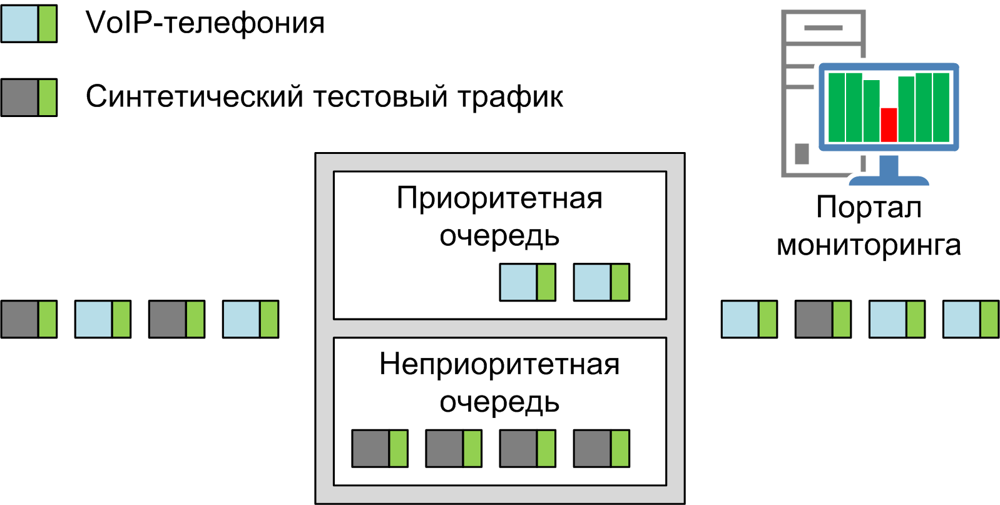 VoIP-телефония
Синтетический тестовый трафик
Приоритетная
очередь
Портал
мониторинга
Неприоритетная
очередь